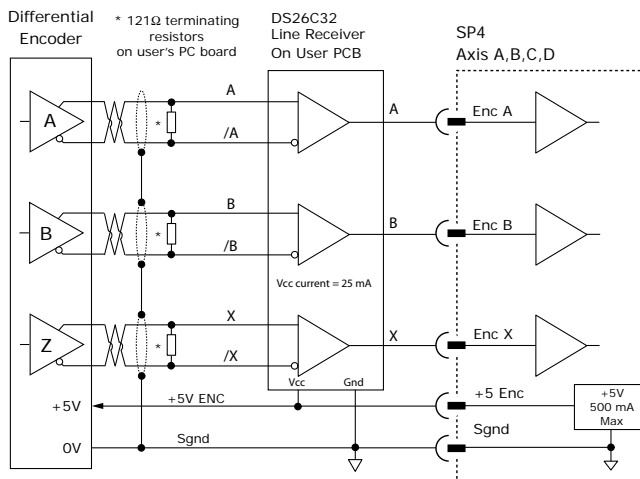 Differential
Encoder
* 121Ω terminating
resistors
on user's PC board
DS26C32
Line Receiver
On User PCB
SP4
Axis A,B,C,D
A
A
/A
*
A
Enc A
B
B
/B
*
B
Enc B
Vcc current = 25 mA
Z
X
/X
*
X
Enc X
Vcc
Gnd
+5V
+5V ENC
+5 Enc
+5V
500 mA
Max
0V
Sgnd
Sgnd